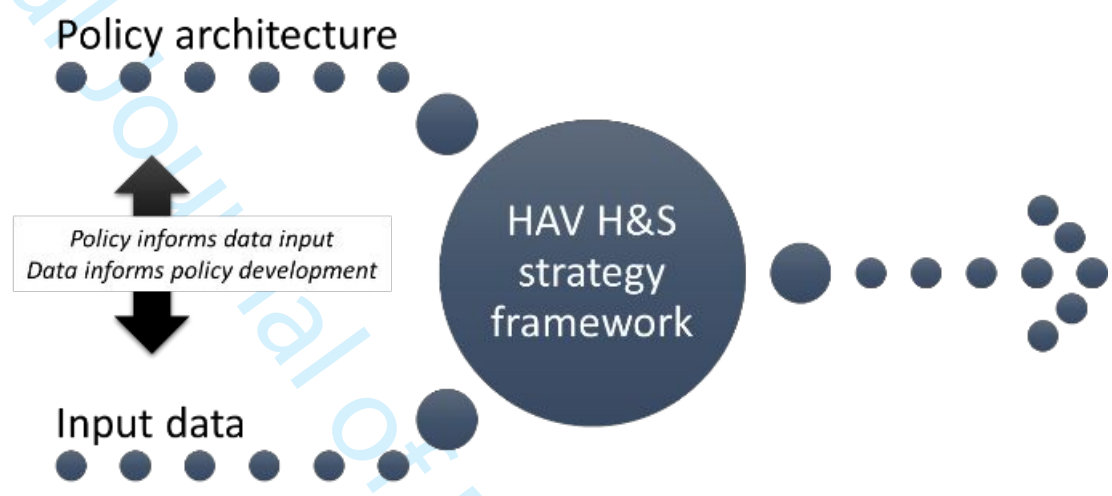 Policy architecture
Policy informs data input
Data informs policy development
HAV H&S
strategy
framework
Input data